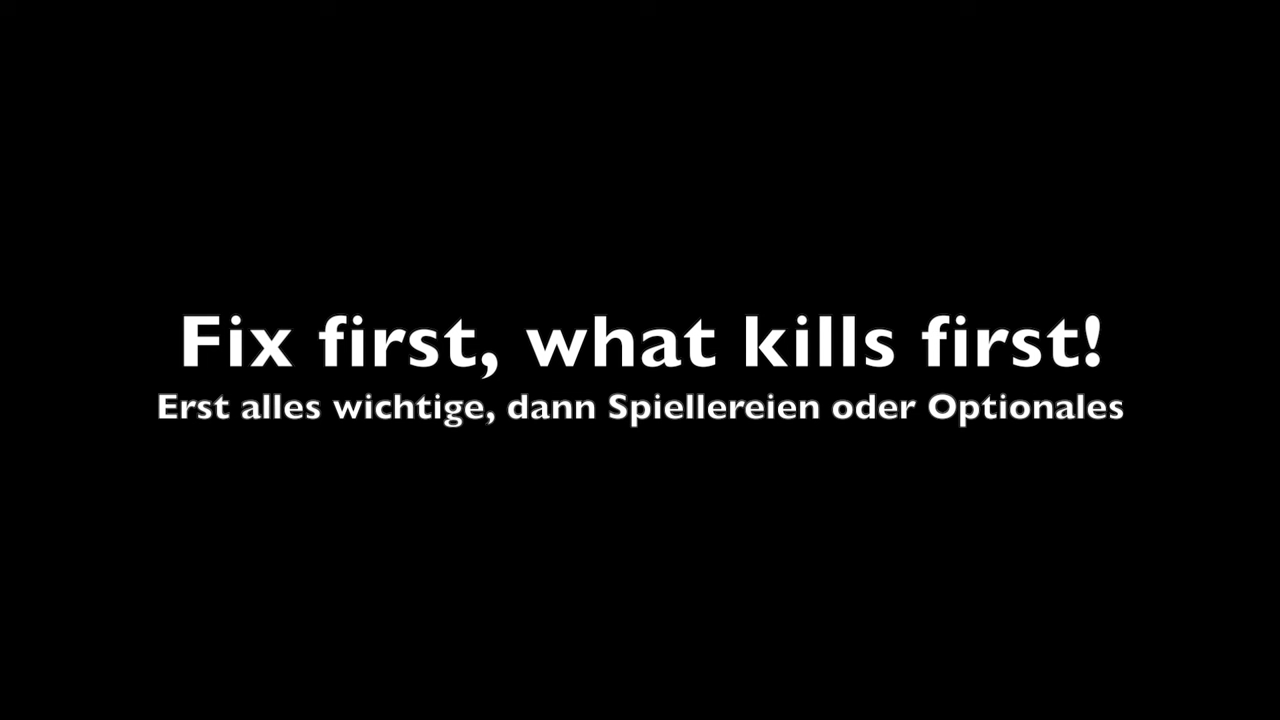 Fix first, what kills first!
Erst alles wichtige, dann Spiellereien oder Optionales